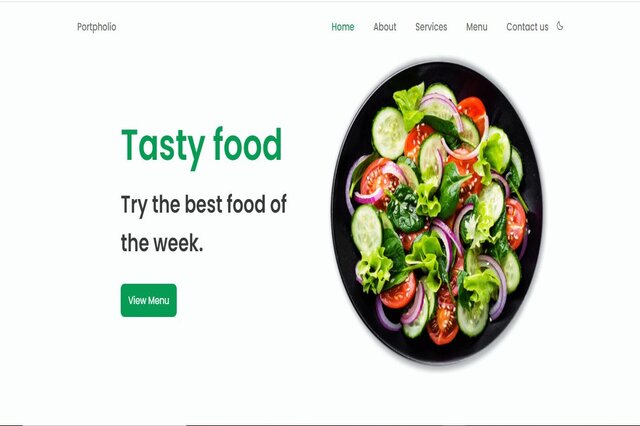 Portpholio
Home About Services Menu Contact us
Tasty food
Try the best food of
the week.
View Menu